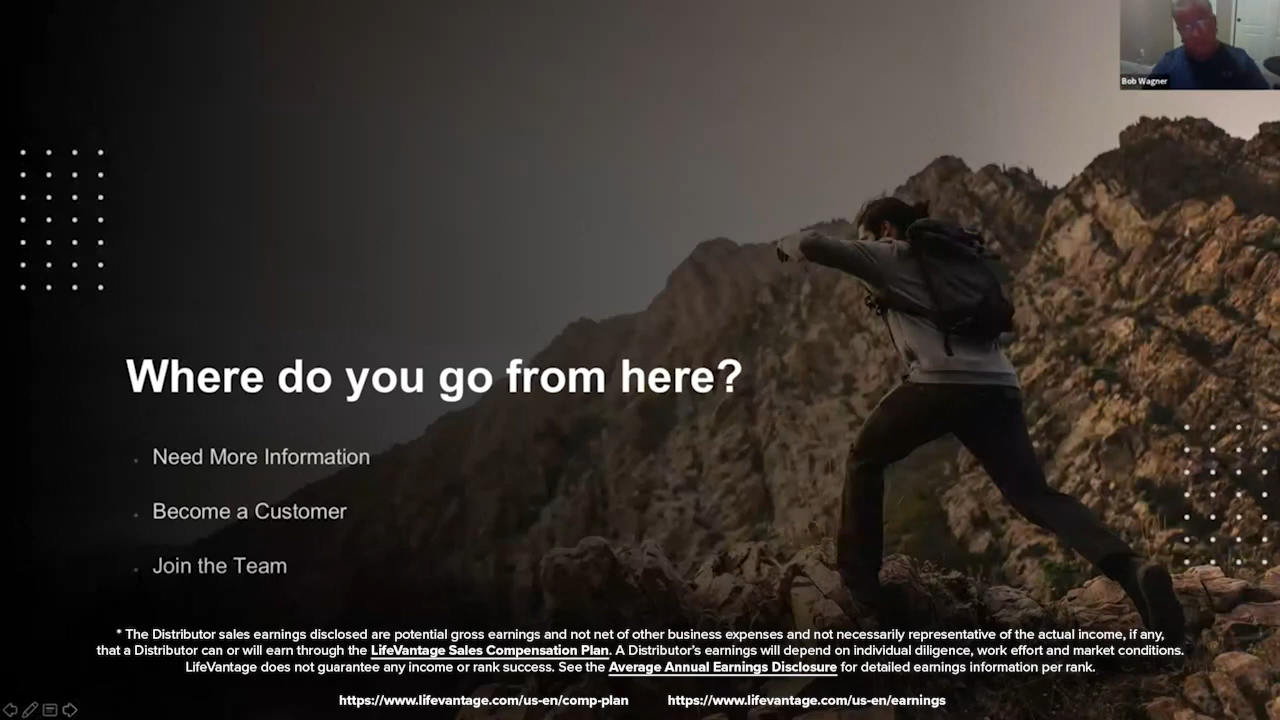 Bob Wagner
Where do you go from here?
Need More Information
Become a Customer
Join the Team
* The Distributor sales earnings disclosed are potential gross earnings and not net of other business expenses and not necessarily representative of the actual income, if any,
that a Distributor can or will earn through the LifeVantage Sales Compensation Plan. A Distributor's earnings will depend on individual diligence, work effort and market conditions.
LifeVantage does not guarantee any income or rank success. See the Average Annual Earnings Disclosure for detailed earnings information per rank.
https://www.lifevantage.com/us-en/comp-plan https://www.lifevantage.com/us-en/earnings